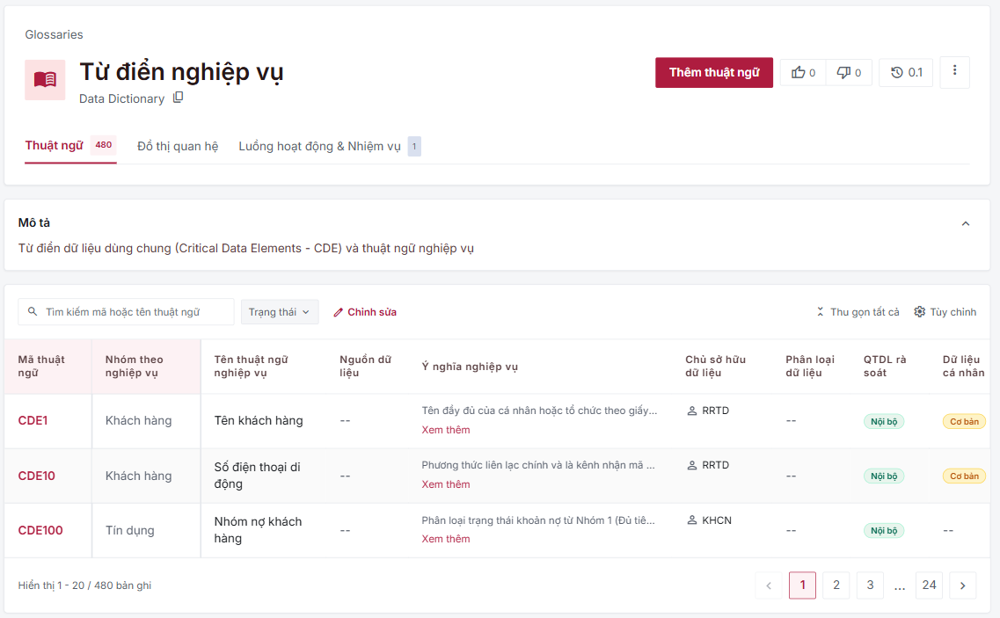 Glossaries
Từ điển nghiệp vụ
Data Dictionary
Thêm thuật ngữ
0
0
0.1
Thuật ngữ 480
Đồ thị quan hệ
Luồng hoạt động & Nhiệm vụ 1
Mô tả
Từ điển dữ liệu dùng chung (Critical Data Elements - CDE) và thuật ngữ nghiệp vụ
Tìm kiếm mã hoặc tên thuật ngữ
Trạng thái
Chỉnh sửa
Thu gọn tất cả
Tùy chỉnh
Mã thuật
ngữ
Nhóm theo
nghiệp vụ
Tên thuật ngữ
nghiệp vụ
Nguồn dữ
liệu
Ý nghĩa nghiệp vụ
Chủ sở hữu
dữ liệu
Phân loại
dữ liệu
QTDL rà
soát
Dữ liệu
cá nhân
CDE1
Khách hàng
Tên khách hàng
--
Tên đầy đủ của cá nhân hoặc tổ chức theo giấy...
Xem thêm
RRTD
--
Nội bộ
Cơ bản
CDE10
Khách hàng
Số điện thoại di
động
--
Phương thức liên lạc chính và là kênh nhận mã ...
Xem thêm
RRTD
--
Nội bộ
Cơ bản
CDE100
Tín dụng
Nhóm nợ khách
hàng
--
Phân loại trạng thái khoản nợ từ Nhóm 1 (Đủ tiê...
Xem thêm
KHCN
--
Nội bộ
--
Hiển thị 1 - 20 / 480 bản ghi
1
2
3
...
24